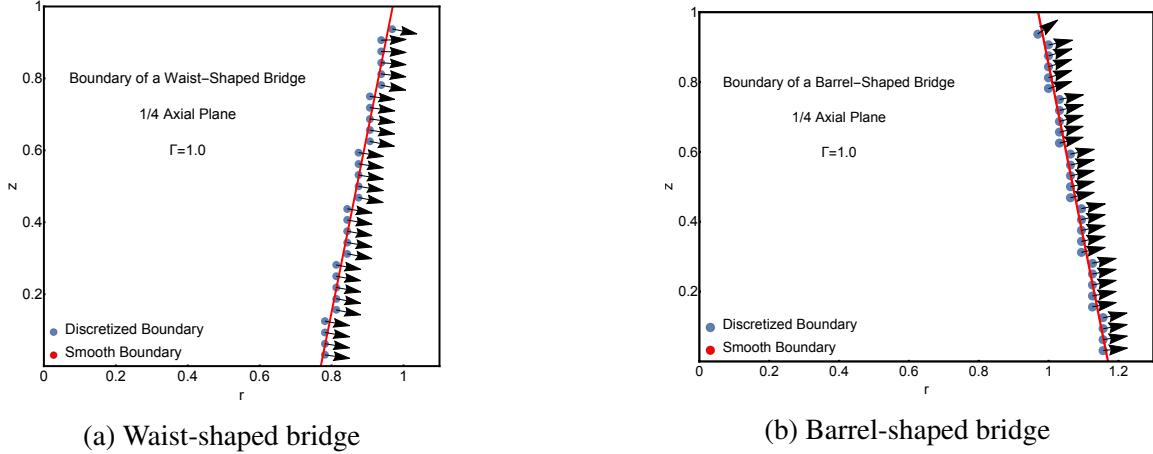 1
0.8
0.6
0.4
0.2
z
Boundary of a Waist-Shaped Bridge
1/4 Axial Plane
Γ=1.0
Discretized Boundary
Smooth Boundary
0 0.2 0.4 0.6 0.8 1
r
(a) Waist-shaped bridge
1
0.8
0.6
0.4
0.2
z
Boundary of a Barrel-Shaped Bridge
1/4 Axial Plane
Γ=1.0
Discretized Boundary
Smooth Boundary
0 0.2 0.4 0.6 0.8 1 1.2
r
(b) Barrel-shaped bridge